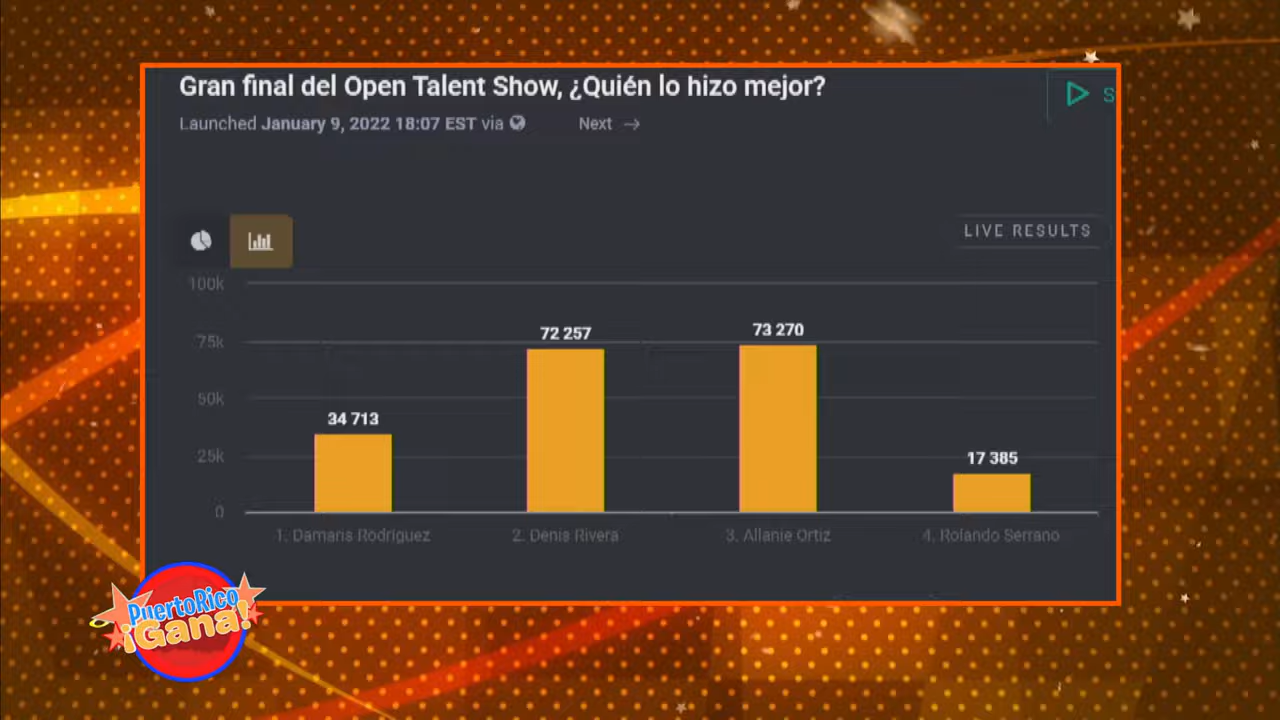 Gran final del Open Talent Show, ¿Quién lo hizo mejor?
Launched January 9, 2022 18:07 EST via
Next →
S
LIVE RESULTS
100k
75k
50k
25k
0
34 713
72 257
73 270
17 385
1. Damaris Rodriguez
2. Denis Rivera
3. Allanie Ortiz
4. Rolando Serrano
PuertoRico
¡Gana!